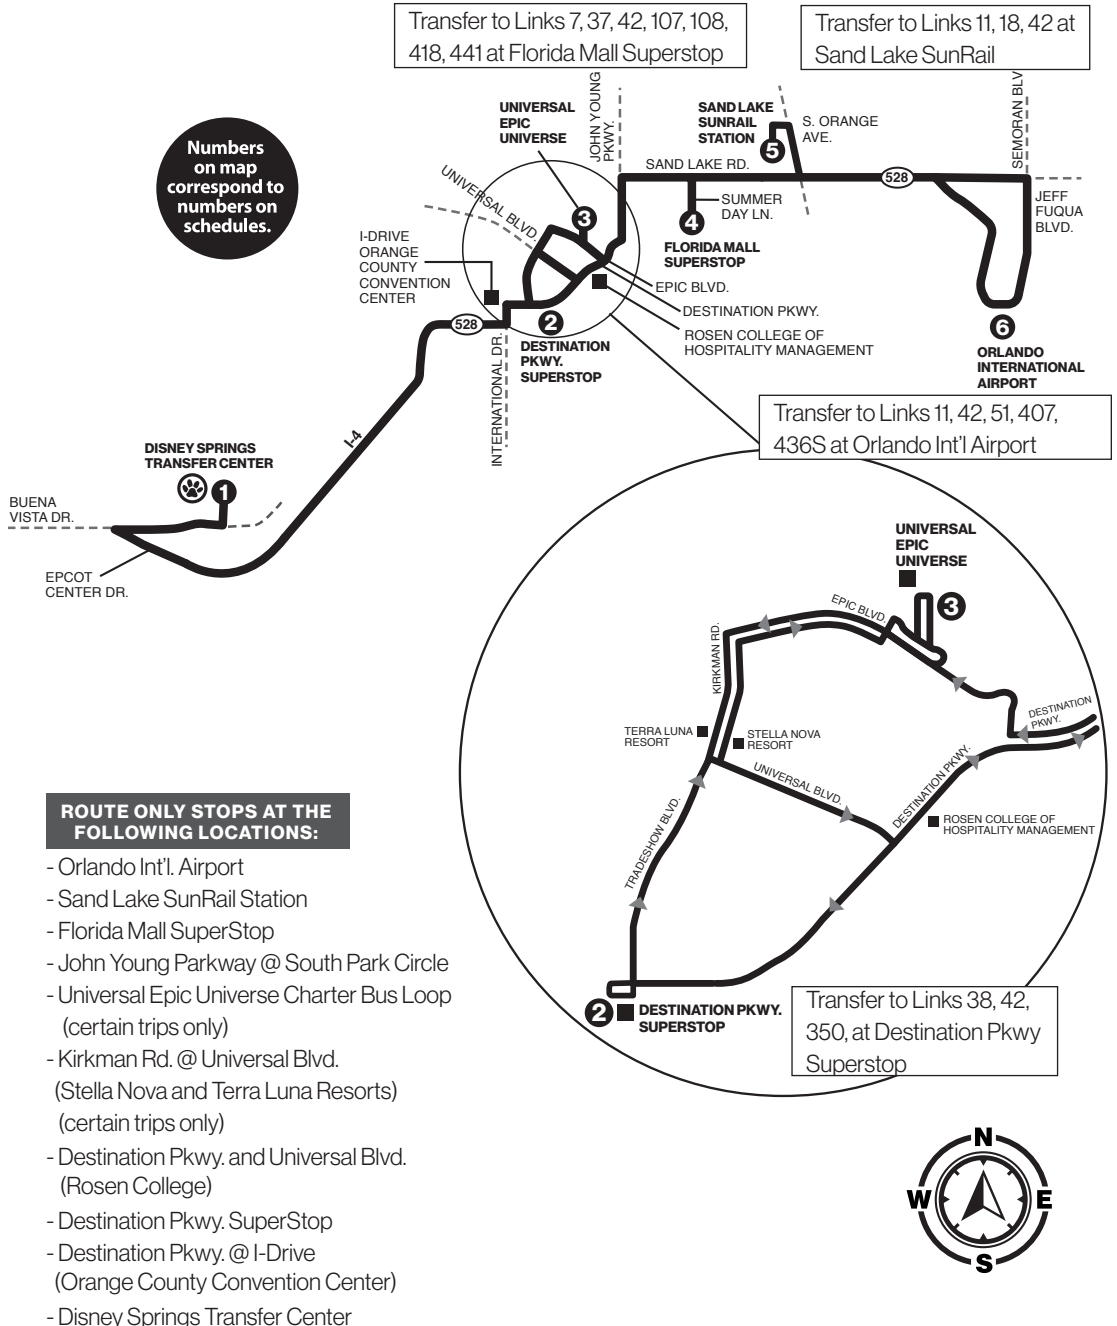 Transfer to Links 7, 37, 42, 107, 108,
418, 441 at Florida Mall Superstop
Transfer to Links 11, 18, 42 at
Sand Lake SunRail
Numbers
on map
correspond to
numbers on
schedules.
UNIVERSAL
EPIC
UNIVERSE
JOHN YOUNG
PKWY.
SAND LAKE
SUNRAIL
STATION
5
S. ORANGE
AVE.
SEMORAN BLV
SAND LAKE RD.
528
UNIVERSAL BLVD.
3
SUMMER
DAY LN.
4
FLORIDA MALL
SUPERSTOP
JEFF
FUQUA
BLVD.
I-DRIVE
ORANGE
COUNTY
CONVENTION
CENTER
EPIC BLVD.
DESTINATION PKWY.
ROSEN COLLEGE OF
HOSPITALITY MANAGEMENT
528
2
DESTINATION
PKWY.
SUPERSTOP
INTERNATIONAL DR.
6
ORLANDO
INTERNATIONAL
AIRPORT
I-4
Transfer to Links 11, 42, 51, 407,
436S at Orlando Int'l Airport
DISNEY SPRINGS
TRANSFER CENTER
1
BUENA
VISTA DR.
EPCOT
CENTER DR.
UNIVERSAL
EPIC
UNIVERSE
3
EPIC BLVD.
KIRKMAN RD.
DESTINATION
PKWY.
TERRA LUNA
RESORT
STELLA NOVA
RESORT
UNIVERSAL BLVD.
DESTINATION PKWY.
ROSEN COLLEGE OF
HOSPITALITY MANAGEMENT
TRADESHOW BLVD.
2
DESTINATION PKWY.
SUPERSTOP
Transfer to Links 38, 42,
350, at Destination Pkwy
Superstop
ROUTE ONLY STOPS AT THE
FOLLOWING LOCATIONS:
- Orlando Int'l. Airport
- Sand Lake SunRail Station
- Florida Mall SuperStop
- John Young Parkway @ South Park Circle
- Universal Epic Universe Charter Bus Loop
(certain trips only)
- Kirkman Rd. @ Universal Blvd.
(Stella Nova and Terra Luna Resorts)
(certain trips only)
- Destination Pkwy. and Universal Blvd.
(Rosen College)
- Destination Pkwy. SuperStop
- Destination Pkwy. @ I-Drive
(Orange County Convention Center)
- Disney Springs Transfer Center
N
W
E
S